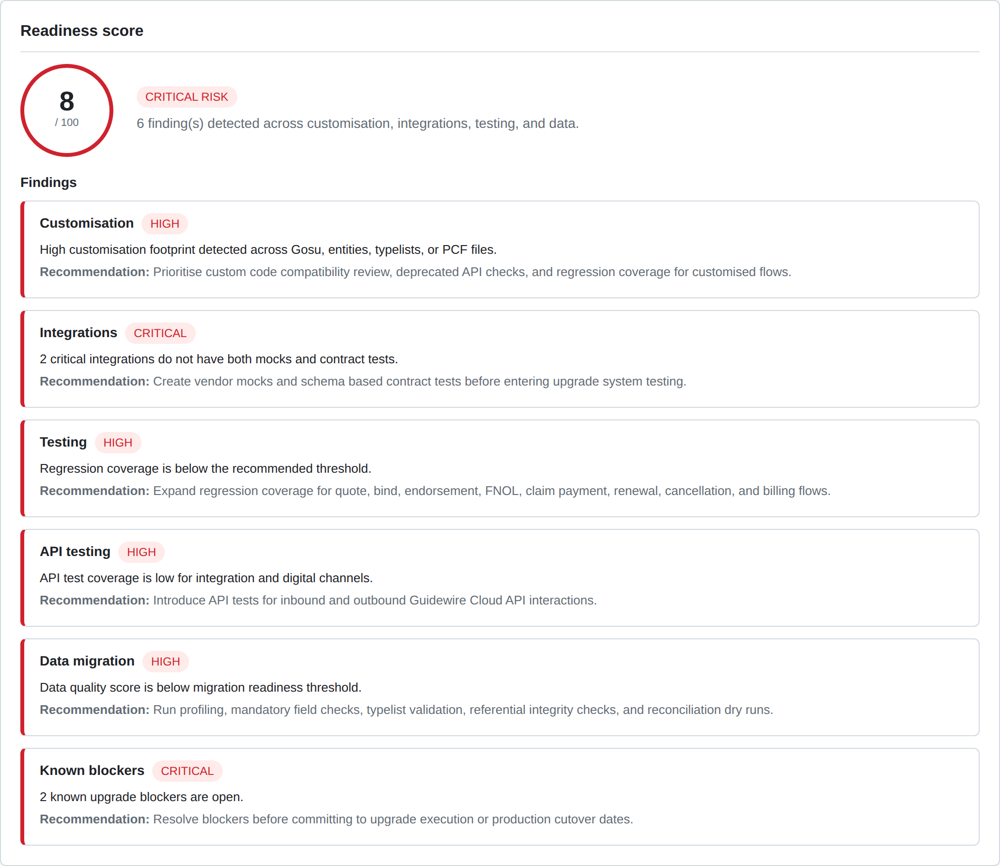 Readiness score
8
/ 100
CRITICAL RISK
6 finding(s) detected across customisation, integrations, testing, and data.
Findings
Customisation HIGH
High customisation footprint detected across Gosu, entities, typelists, or PCF files.
Recommendation: Prioritise custom code compatibility review, deprecated API checks, and regression coverage for customised flows.
Integrations CRITICAL
2 critical integrations do not have both mocks and contract tests.
Recommendation: Create vendor mocks and schema based contract tests before entering upgrade system testing.
Testing HIGH
Regression coverage is below the recommended threshold.
Recommendation: Expand regression coverage for quote, bind, endorsement, FNOL, claim payment, renewal, cancellation, and billing flows.
API testing HIGH
API test coverage is low for integration and digital channels.
Recommendation: Introduce API tests for inbound and outbound Guidewire Cloud API interactions.
Data migration HIGH
Data quality score is below migration readiness threshold.
Recommendation: Run profiling, mandatory field checks, typelist validation, referential integrity checks, and reconciliation dry runs.
Known blockers CRITICAL
2 known upgrade blockers are open.
Recommendation: Resolve blockers before committing to upgrade execution or production cutover dates.